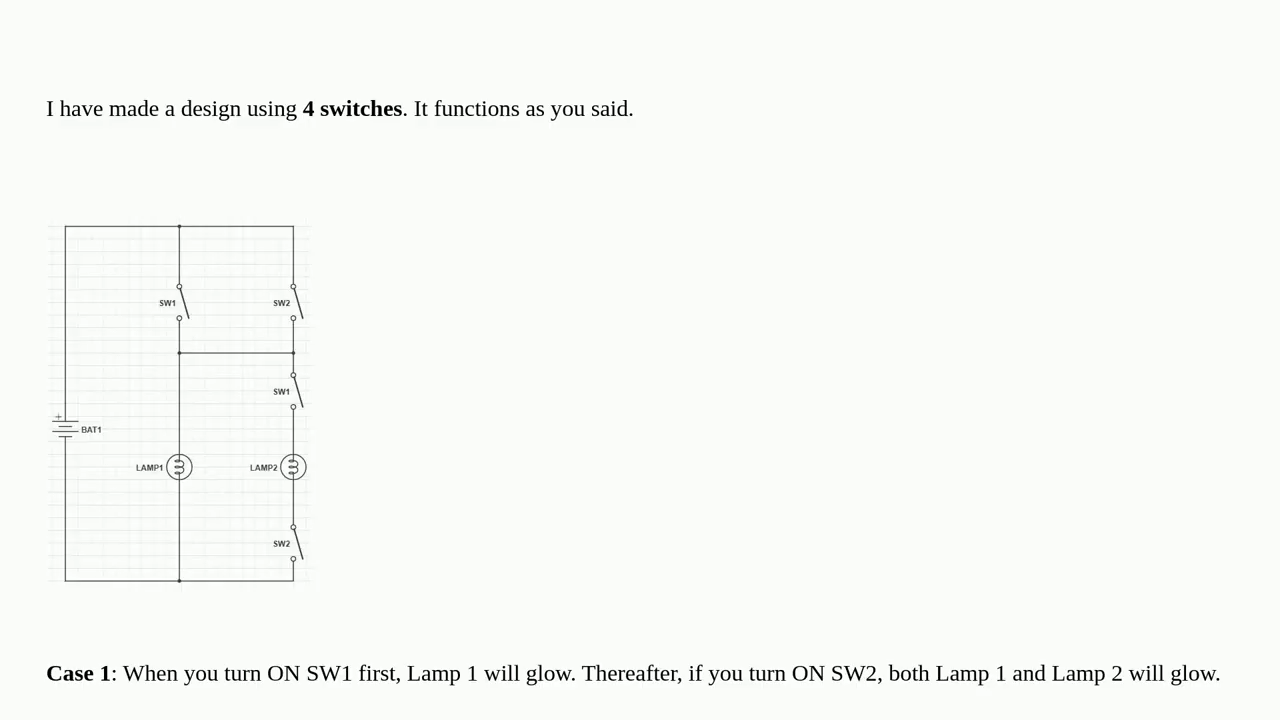 I have made a design using 4 switches. It functions as you said.
SW1 SW2
SW1
+
BAT1
LAMP1 LAMP2
SW2
Case 1: When you turn ON SW1 first, Lamp 1 will glow. Thereafter, if you turn ON SW2, both Lamp 1 and Lamp 2 will glow.